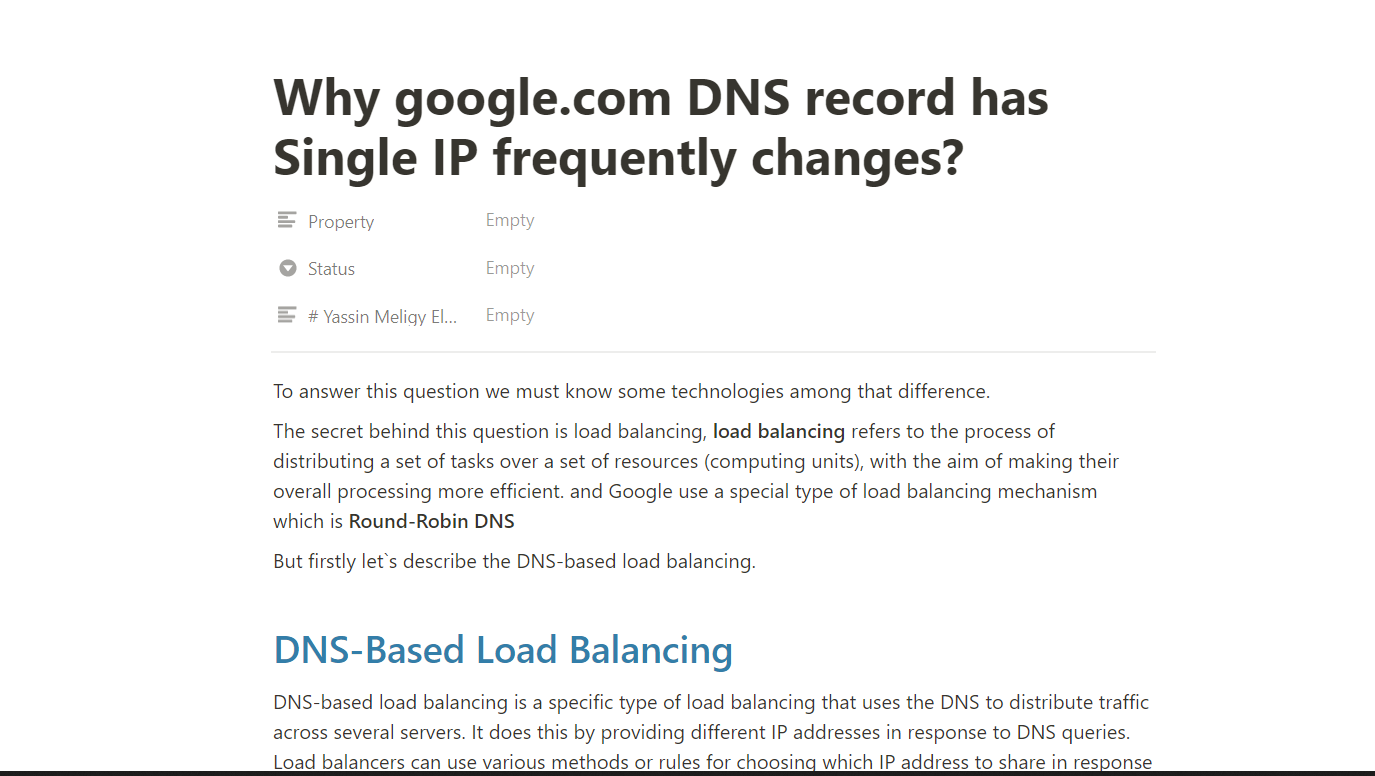 Why google.com DNS record has
Single IP frequently changes?
Property Empty
Status Empty
# Yassin Meligy El... Empty
To answer this question we must know some technologies among that difference.
The secret behind this question is load balancing, load balancing refers to the process of
distributing a set of tasks over a set of resources (computing units), with the aim of making their
overall processing more efficient. and Google use a special type of load balancing mechanism
which is Round-Robin DNS
But firstly let`s describe the DNS-based load balancing.
DNS-Based Load Balancing
DNS-based load balancing is a specific type of load balancing that uses the DNS to distribute traffic
across several servers. It does this by providing different IP addresses in response to DNS queries.
Load balancers can use various methods or rules for choosing which IP address to share in response